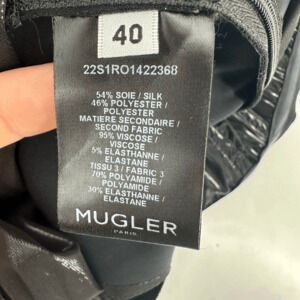 40
22S1RO1422368
54% SOIE / SILK
46% POLYESTER /
POLYESTER
MATIERE SECONDAIRE /
SECOND FABRIC
95% VISCOSE /
VISCOSE
5% ELASTHANNE /
ELASTANE
TISSU 3 / FABRIC 3
70% POLYAMIDE /
POLYAMIDE
30% ELASTHANNE /
ELASTANE
MUGLER
PARIS